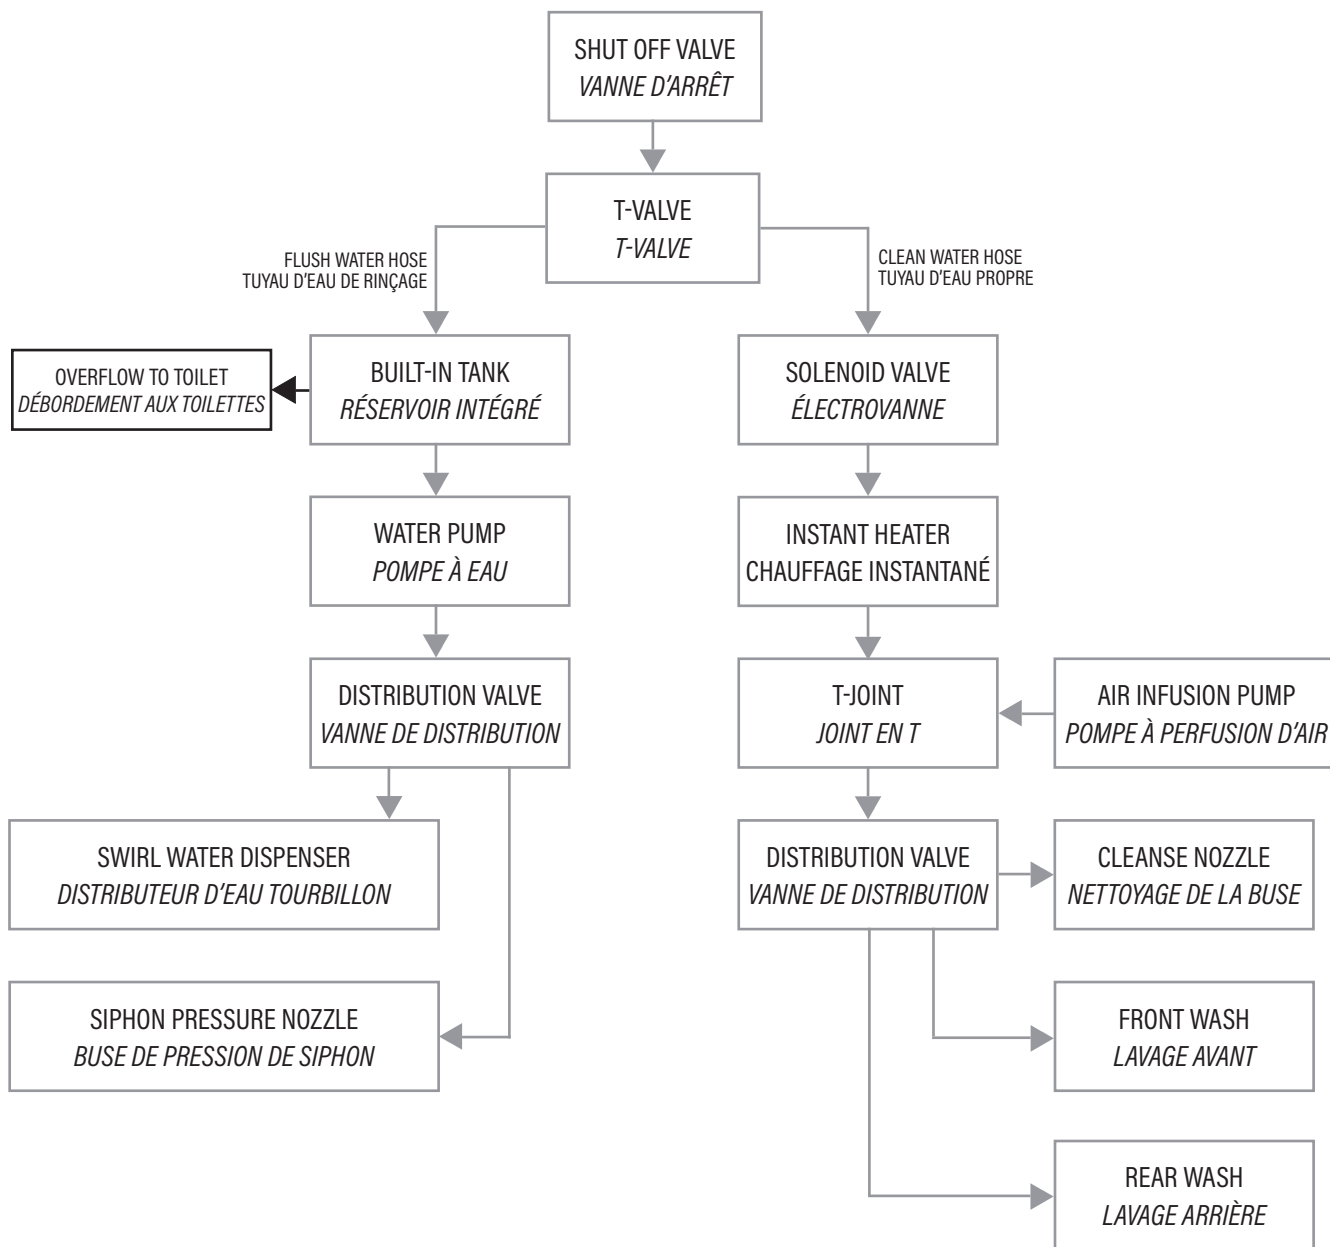 SHUT OFF VALVE
VANNE D'ARRÊT
T-VALVE
T-VALVE
FLUSH WATER HOSE
TUYAU D'EAU DE RINÇAGE
CLEAN WATER HOSE
TUYAU D'EAU PROPRE
OVERFLOW TO TOILET
DÉBORDEMENT AUX TOILETTES
BUILT-IN TANK
RÉSERVOIR INTÉGRÉ
SOLENOID VALVE
ÉLECTROVANNE
WATER PUMP
POMPE À EAU
INSTANT HEATER
CHAUFFAGE INSTANTANÉ
DISTRIBUTION VALVE
VANNE DE DISTRIBUTION
T-JOINT
JOINT EN T
AIR INFUSION PUMP
POMPE À PERFUSION D'AIR
SWIRL WATER DISPENSER
DISTRIBUTEUR D'EAU TOURBILLON
DISTRIBUTION VALVE
VANNE DE DISTRIBUTION
CLEANSE NOZZLE
NETTOYAGE DE LA BUSE
SIPHON PRESSURE NOZZLE
BUSE DE PRESSION DE SIPHON
FRONT WASH
LAVAGE AVANT
REAR WASH
LAVAGE ARRIÈRE